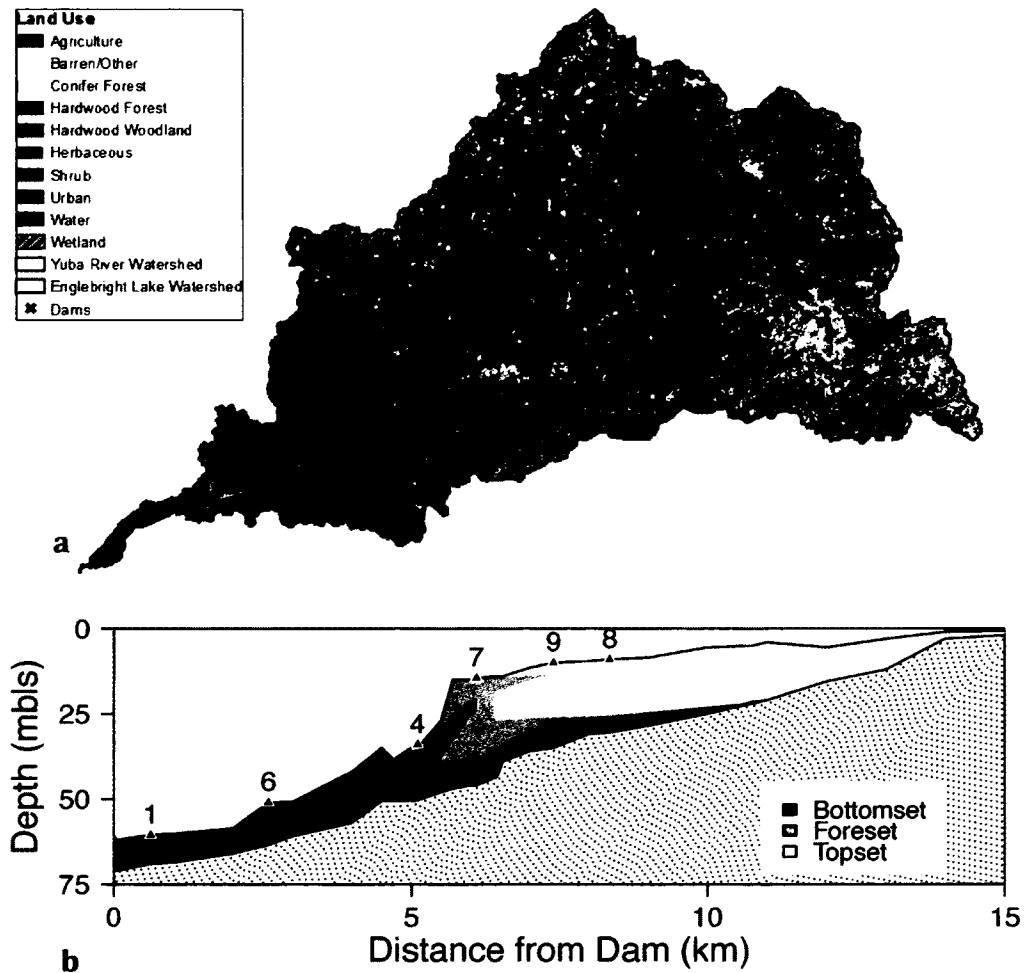 Land Use
Agriculture
Barren/Other
Conifer Forest
Hardwood Forest
Hardwood Woodland
Herbaceous
Shrub
Urban
Water
Wetland
Yuba River Watershed
Englebright Lake Watershed
Dams
a
0
25
50
75
Depth (mbls)
1
6
4
7
9
8
Bottomset
Foreset
Topset
0
5
10
15
Distance from Dam (km)
b